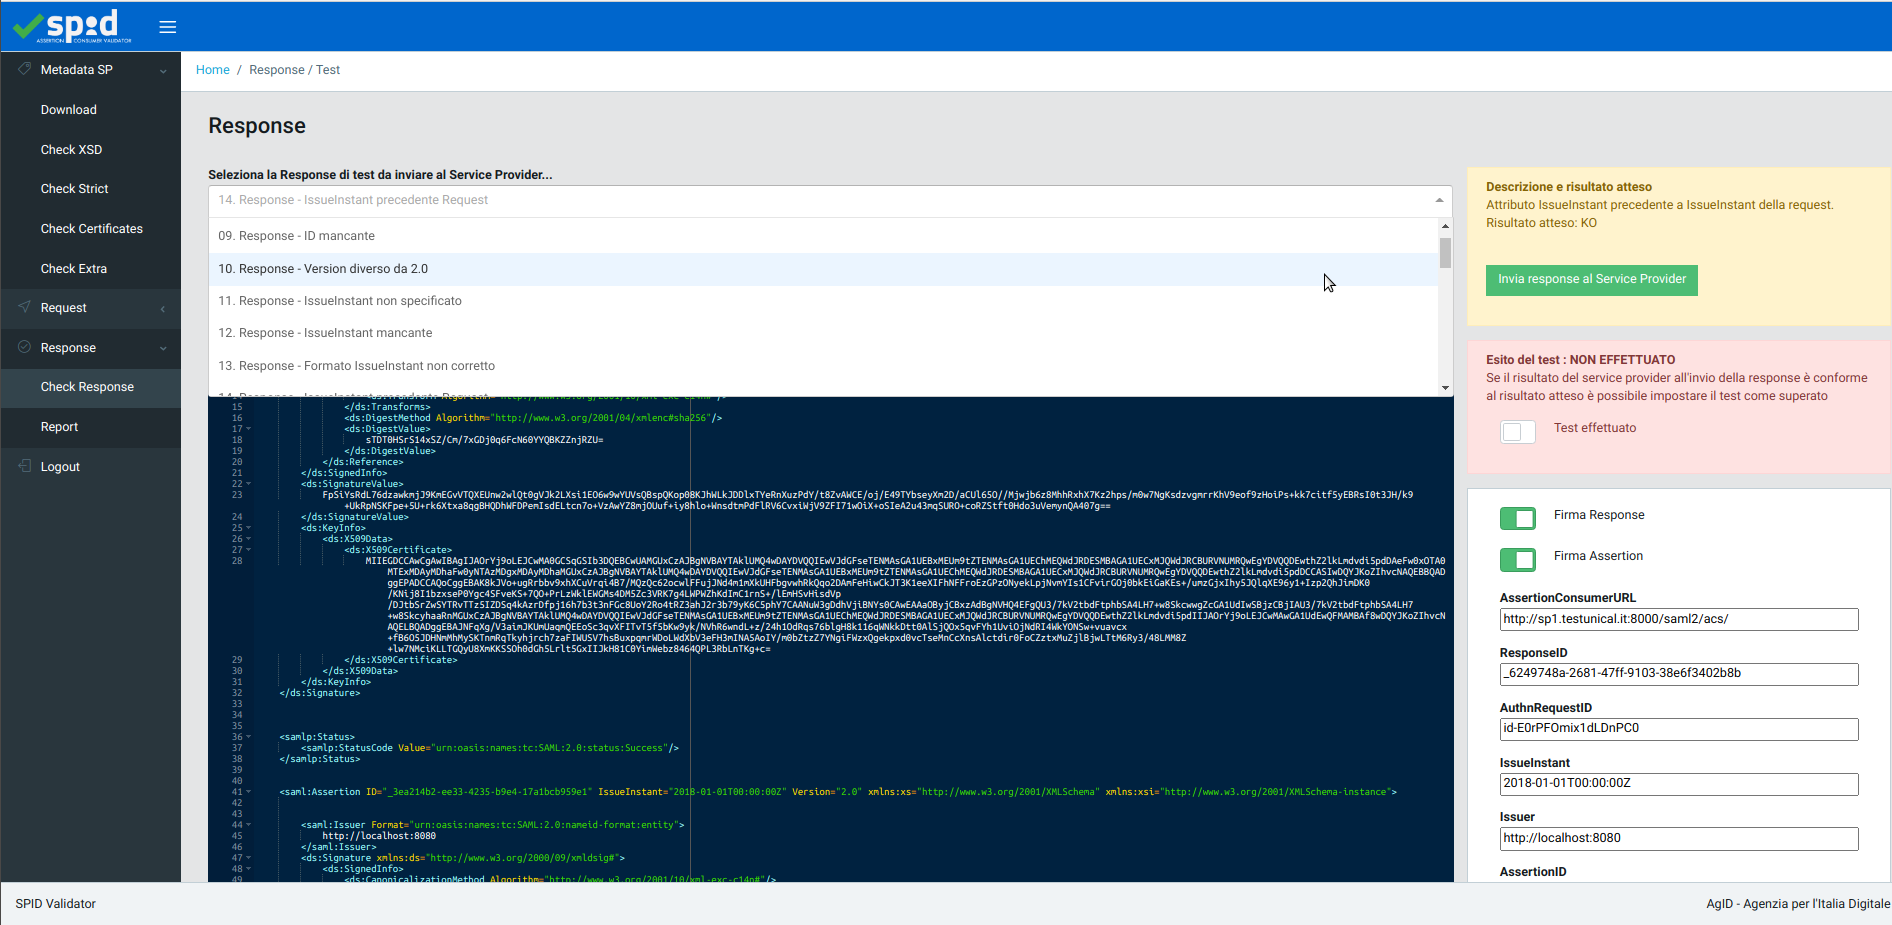 spid
ASSERTION CONSUMER VALIDATOR
Metadata SP
Download
Check XSD
Check Strict
Check Certificates
Check Extra
Request
Response
Check Response
Report
Logout
Home / Response / Test
Response
Seleziona la Response di test da inviare al Service Provider...
14. Response - IssueInstant precedente Request
09. Response - ID mancante
10. Response - Version diverso da 2.0
11. Response - IssueInstant non specificato
12. Response - IssueInstant mancante
13. Response - Formato IssueInstant non corretto
15 </ds:Transforms>
16 <ds:DigestMethod Algorithm="http://www.w3.org/2001/04/xmlenc#sha256"/>
17 <ds:DigestValue>
18 sTDT0HSrS14xSZ/Cm/7xGDj0q6FcN60YYQBKZZnjRZU=
19 </ds:DigestValue>
20 </ds:Reference>
21 </ds:SignedInfo>
22 <ds:SignatureValue>
23
24 </ds:SignatureValue>
25 <ds:KeyInfo>
26 <ds:X509Data>
27 <ds:X509Certificate>
28
29 </ds:X509Certificate>
30 </ds:X509Data>
31 </ds:KeyInfo>
32 </ds:Signature>
33
34
35
36 <samlp:Status>
37 <samlp:StatusCode Value="urn:oasis:names:tc:SAML:2.0:status:Success"/>
38 </samlp:Status>
39
40
41 <saml:Assertion ID="_3ea214b2-ee33-4235-b9e4-17a1bcb959e1" IssueInstant="2018-01-01T00:00:00Z" Version="2.0" xmlns:xs="http://www.w3.org/2001/XMLSchema" xmlns:xsi="http://www.w3.org/2001/XMLSchema-instance">
42
43
44 <saml:Issuer Format="urn:oasis:names:tc:SAML:2.0:nameid-format:entity">
45 http://localhost:8080
46 </saml:Issuer>
47 <ds:Signature xmlns:ds="http://www.w3.org/2000/09/xmldsig#">
48 <ds:SignedInfo>
49 <ds:CanonicalizationMethod Algorithm="http://www.w3.org/2001/10/xml-exc-c14n#"/>
Descrizione e risultato atteso
Attributo IssueInstant precedente a IssueInstant della request.
Risultato atteso: KO
Invia response al Service Provider
Esito del test : NON EFFETTUATO
Se il risultato del service provider all'invio della response è conforme
al risultato atteso è possibile impostare il test come superato
Test effettuato
Firma Response
Firma Assertion
AssertionConsumerURL
http://sp1.testunical.it:8000/saml2/acs/
ResponseID
_6249748a-2681-47ff-9103-38e6f3402b8b
AuthnRequestID
id-E0rPFOmix1dLDnPC0
IssueInstant
2018-01-01T00:00:00Z
Issuer
http://localhost:8080
AssertionID
SPID Validator
AgID - Agenzia per l'Italia Digitale